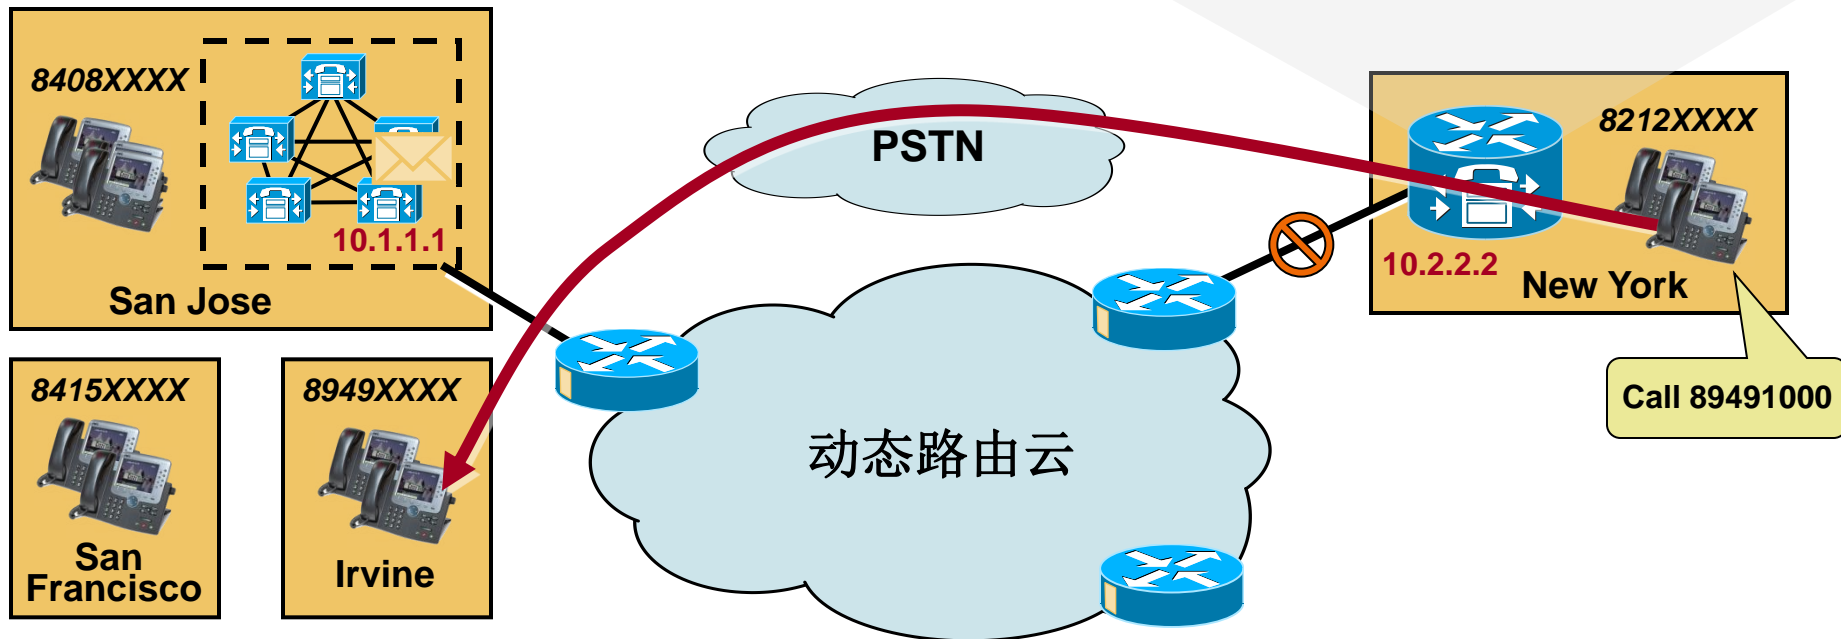 8408XXXX
10.1.1.1
San Jose
8415XXXX
San
Francisco
8949XXXX
Irvine
PSTN
动态路由云
8212XXXX
10.2.2.2
New York
Call 89491000